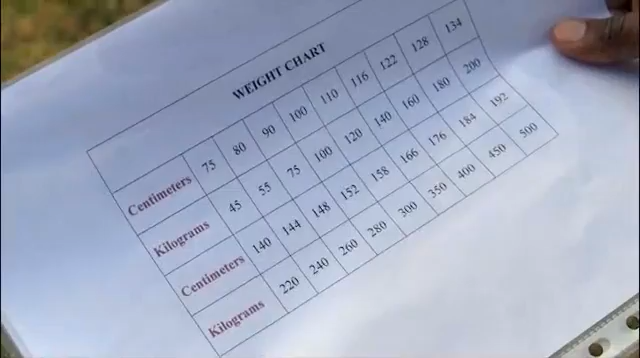 WEIGHT CHART
Centimeters 75 80 90 100 110 116 122 128 134
Kilograms 45 55 75 100 120 140 160 180 200
Centimeters 140 144 148 152 158 166 176 184 192
Kilograms 220 240 260 280 300 350 400 450 500